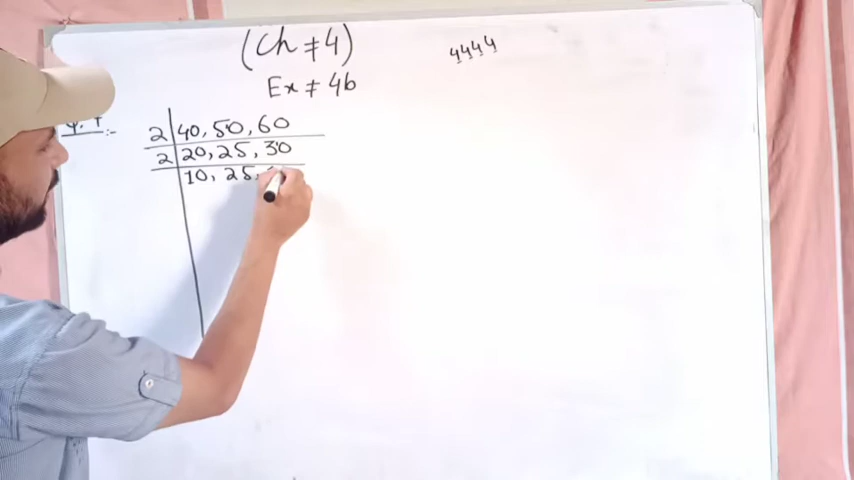 (Ch ≠ 4)
4444
Ex ≠ 4b
2 40, 50, 60
2 20, 25, 30
10, 25,